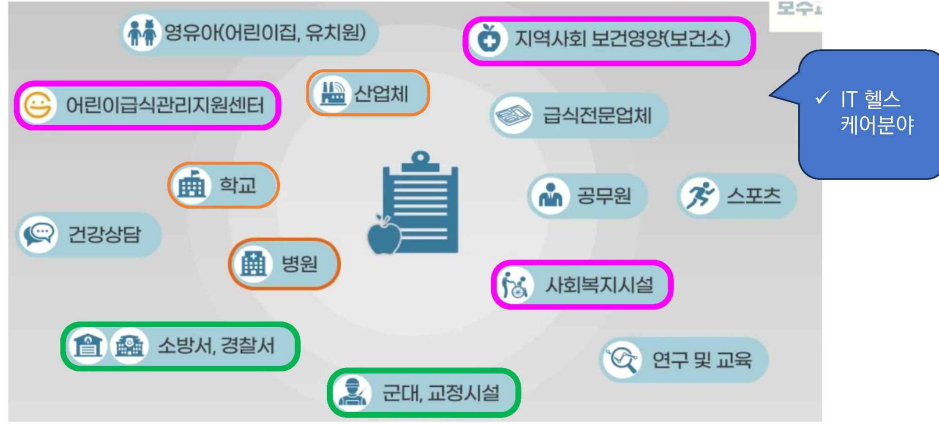 모수
영유아(어린이집, 유치원)
지역사회 보건영양(보건소)
✓ IT 헬스
케어분야
어린이급식관리지원센터
산업체
급식전문업체
학교
공무원
스포츠
건강상담
병원
사회복지시설
소방서, 경찰서
연구 및 교육
군대, 교정시설